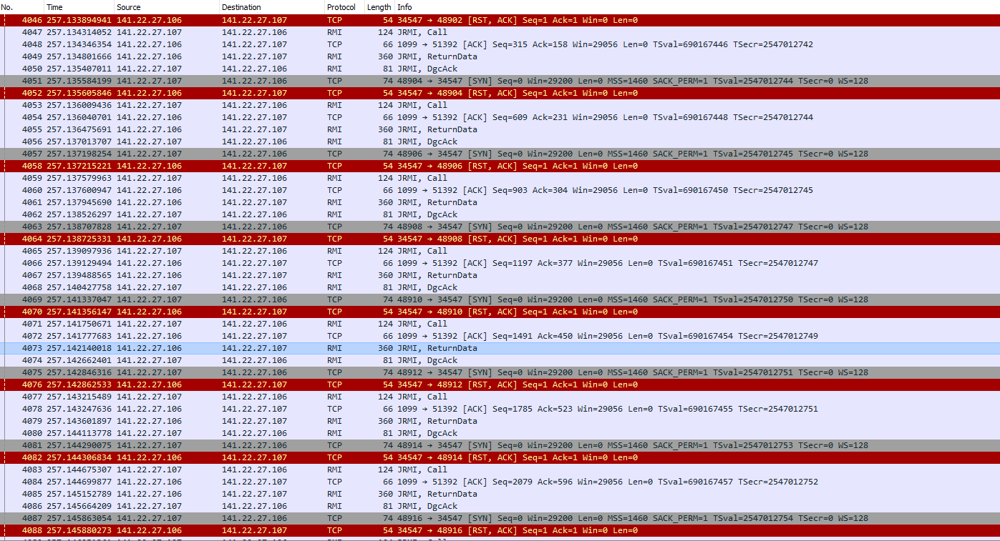 No. Time Source Destination Protocol Length Info
4046 257.133894941 141.22.27.106 141.22.27.107 TCP 54 34547 → 48902 [RST, ACK] Seq=1 Ack=1 Win=0 Len=0
4047 257.134314052 141.22.27.107 141.22.27.106 RMI 124 JRMI, Call
4048 257.134346354 141.22.27.106 141.22.27.107 TCP 66 1099 → 51392 [ACK] Seq=315 Ack=158 Win=29056 Len=0 TSval=690167446 TSecr=2547012742
4049 257.134801666 141.22.27.106 141.22.27.107 RMI 360 JRMI, ReturnData
4050 257.135407011 141.22.27.107 141.22.27.106 RMI 81 JRMI, DgcAck
4051 257.135584199 141.22.27.107 141.22.27.106 TCP 74 48904 → 34547 [SYN] Seq=0 Win=29200 Len=0 MSS=1460 SACK_PERM=1 TSval=2547012744 TSecr=0 WS=128
4052 257.135605846 141.22.27.106 141.22.27.107 TCP 54 34547 → 48904 [RST, ACK] Seq=1 Ack=1 Win=0 Len=0
4053 257.136009436 141.22.27.107 141.22.27.106 RMI 124 JRMI, Call
4054 257.136040701 141.22.27.106 141.22.27.107 TCP 66 1099 → 51392 [ACK] Seq=609 Ack=231 Win=29056 Len=0 TSval=690167448 TSecr=2547012744
4055 257.136475691 141.22.27.106 141.22.27.107 RMI 360 JRMI, ReturnData
4056 257.137013707 141.22.27.107 141.22.27.106 RMI 81 JRMI, DgcAck
4057 257.137198254 141.22.27.107 141.22.27.106 TCP 74 48906 → 34547 [SYN] Seq=0 Win=29200 Len=0 MSS=1460 SACK_PERM=1 TSval=2547012745 TSecr=0 WS=128
4058 257.137215221 141.22.27.106 141.22.27.107 TCP 54 34547 → 48906 [RST, ACK] Seq=1 Ack=1 Win=0 Len=0
4059 257.137579963 141.22.27.107 141.22.27.106 RMI 124 JRMI, Call
4060 257.137600947 141.22.27.106 141.22.27.107 TCP 66 1099 → 51392 [ACK] Seq=903 Ack=304 Win=29056 Len=0 TSval=690167450 TSecr=2547012745
4061 257.137945690 141.22.27.106 141.22.27.107 RMI 360 JRMI, ReturnData
4062 257.138526297 141.22.27.107 141.22.27.106 RMI 81 JRMI, DgcAck
4063 257.138707828 141.22.27.107 141.22.27.106 TCP 74 48908 → 34547 [SYN] Seq=0 Win=29200 Len=0 MSS=1460 SACK_PERM=1 TSval=2547012747 TSecr=0 WS=128
4064 257.138725331 141.22.27.106 141.22.27.107 TCP 54 34547 → 48908 [RST, ACK] Seq=1 Ack=1 Win=0 Len=0
4065 257.139097936 141.22.27.107 141.22.27.106 RMI 124 JRMI, Call
4066 257.139129494 141.22.27.106 141.22.27.107 TCP 66 1099 → 51392 [ACK] Seq=1197 Ack=377 Win=29056 Len=0 TSval=690167451 TSecr=2547012747
4067 257.139488565 141.22.27.106 141.22.27.107 RMI 360 JRMI, ReturnData
4068 257.140427758 141.22.27.107 141.22.27.106 RMI 81 JRMI, DgcAck
4069 257.141337047 141.22.27.107 141.22.27.106 TCP 74 48910 → 34547 [SYN] Seq=0 Win=29200 Len=0 MSS=1460 SACK_PERM=1 TSval=2547012750 TSecr=0 WS=128
4070 257.141356147 141.22.27.106 141.22.27.107 TCP 54 34547 → 48910 [RST, ACK] Seq=1 Ack=1 Win=0 Len=0
4071 257.141750671 141.22.27.107 141.22.27.106 RMI 124 JRMI, Call
4072 257.141777683 141.22.27.106 141.22.27.107 TCP 66 1099 → 51392 [ACK] Seq=1491 Ack=450 Win=29056 Len=0 TSval=690167454 TSecr=2547012749
4073 257.142140018 141.22.27.106 141.22.27.107 RMI 360 JRMI, ReturnData
4074 257.142662401 141.22.27.107 141.22.27.106 RMI 81 JRMI, DgcAck
4075 257.142846316 141.22.27.107 141.22.27.106 TCP 74 48912 → 34547 [SYN] Seq=0 Win=29200 Len=0 MSS=1460 SACK_PERM=1 TSval=2547012751 TSecr=0 WS=128
4076 257.142862533 141.22.27.106 141.22.27.107 TCP 54 34547 → 48912 [RST, ACK] Seq=1 Ack=1 Win=0 Len=0
4077 257.143215489 141.22.27.107 141.22.27.106 RMI 124 JRMI, Call
4078 257.143247636 141.22.27.106 141.22.27.107 TCP 66 1099 → 51392 [ACK] Seq=1785 Ack=523 Win=29056 Len=0 TSval=690167455 TSecr=2547012751
4079 257.143601897 141.22.27.106 141.22.27.107 RMI 360 JRMI, ReturnData
4080 257.144113778 141.22.27.107 141.22.27.106 RMI 81 JRMI, DgcAck
4081 257.144290075 141.22.27.107 141.22.27.106 TCP 74 48914 → 34547 [SYN] Seq=0 Win=29200 Len=0 MSS=1460 SACK_PERM=1 TSval=2547012753 TSecr=0 WS=128
4082 257.144306834 141.22.27.106 141.22.27.107 TCP 54 34547 → 48914 [RST, ACK] Seq=1 Ack=1 Win=0 Len=0
4083 257.144675307 141.22.27.107 141.22.27.106 RMI 124 JRMI, Call
4084 257.144699877 141.22.27.106 141.22.27.107 TCP 66 1099 → 51392 [ACK] Seq=2079 Ack=596 Win=29056 Len=0 TSval=690167457 TSecr=2547012752
4085 257.145152789 141.22.27.106 141.22.27.107 RMI 360 JRMI, ReturnData
4086 257.145664209 141.22.27.107 141.22.27.106 RMI 81 JRMI, DgcAck
4087 257.145863054 141.22.27.107 141.22.27.106 TCP 74 48916 → 34547 [SYN] Seq=0 Win=29200 Len=0 MSS=1460 SACK_PERM=1 TSval=2547012754 TSecr=0 WS=128
4088 257.145880273 141.22.27.106 141.22.27.107 TCP 54 34547 → 48916 [RST, ACK] Seq=1 Ack=1 Win=0 Len=0